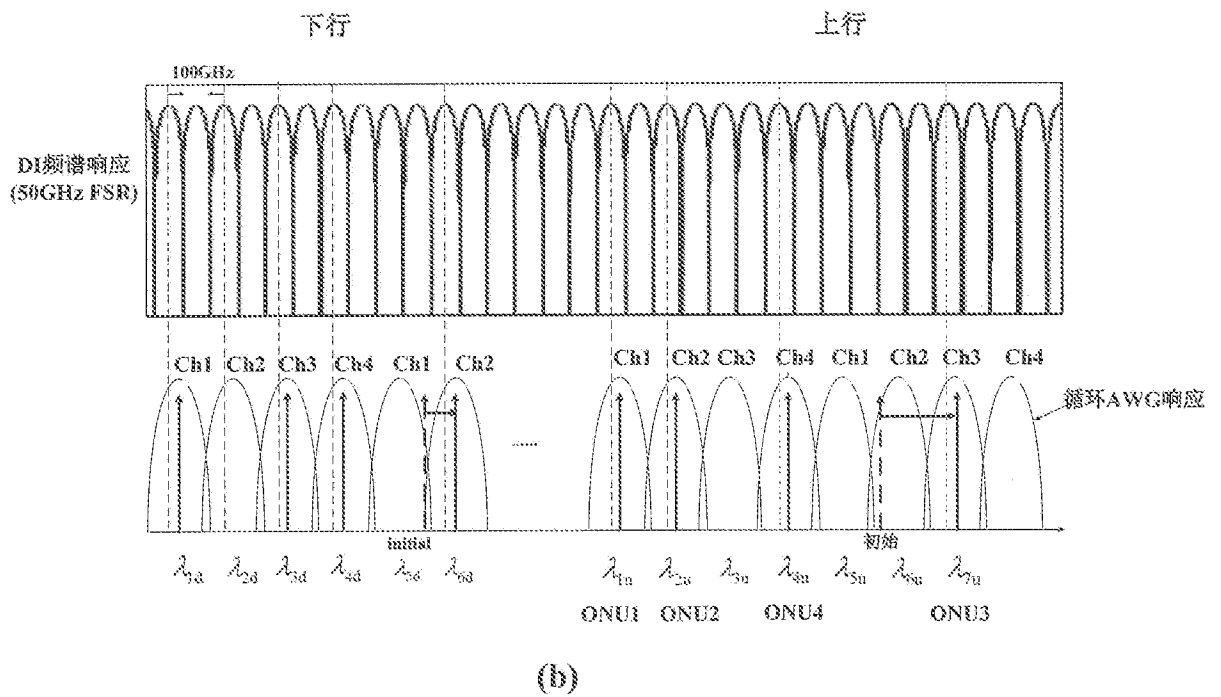 下行 上行
100GHz
DI频谱响应
(50GHz FSR)
Ch1 Ch2 Ch3 Ch4 Ch1 Ch2 Ch1 Ch2 Ch3 Ch4 Ch1 Ch2 Ch3 Ch4
循环AWG响应
......
initial 初始
λ1d λ2d λ3d λ4d λ5d λ6d λ1u λ2u λ3u λ4u λ5u λ6u λ7u
ONU1 ONU2 ONU4 ONU3
(b)